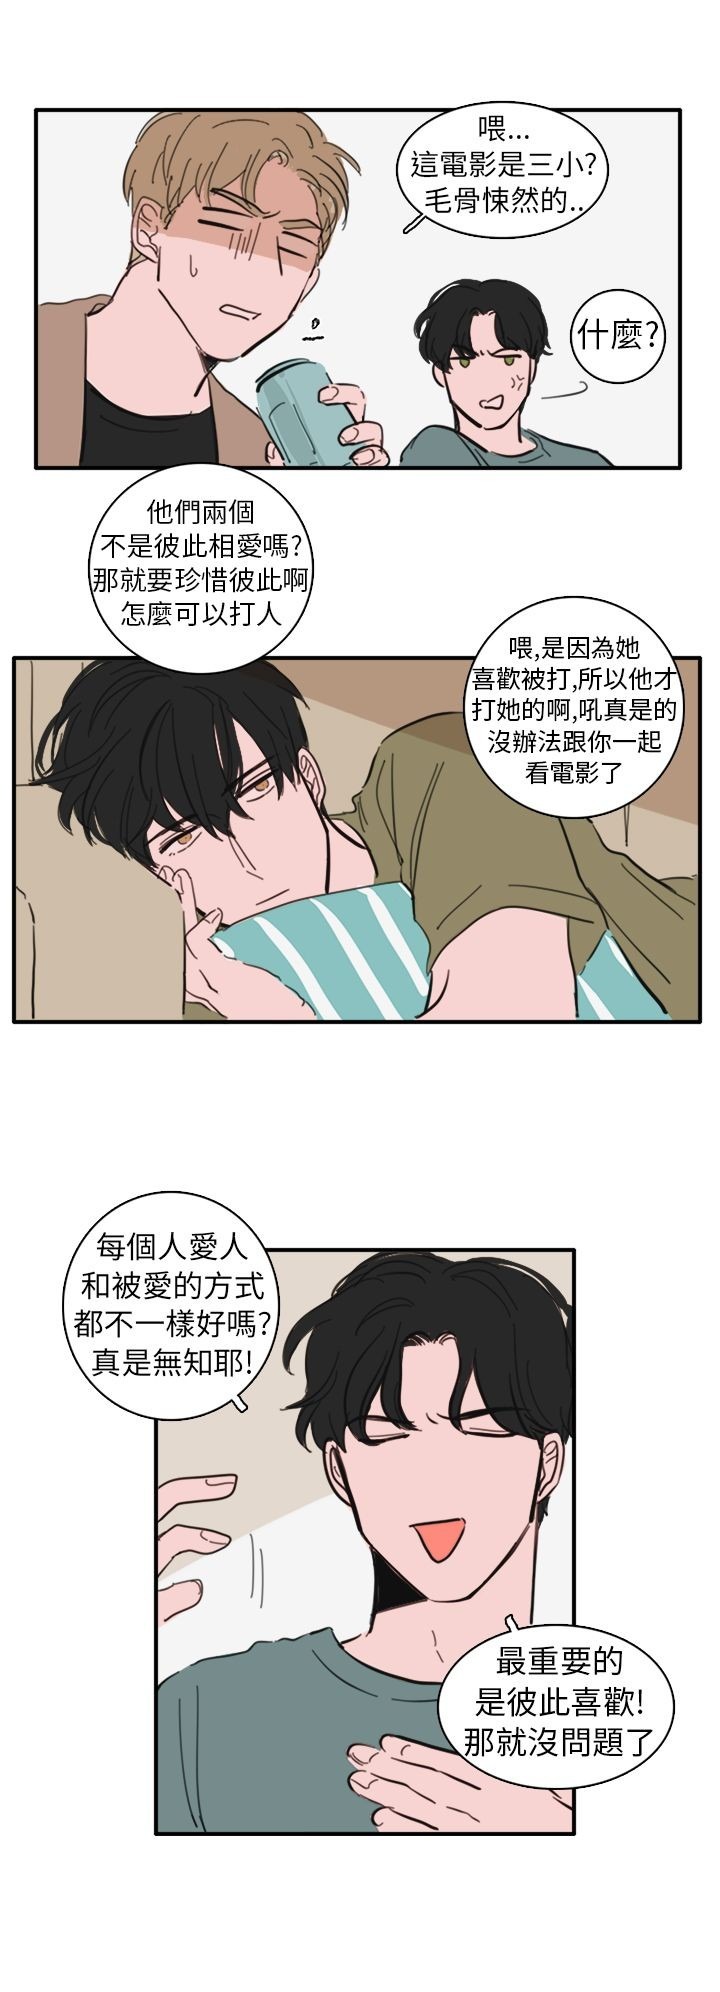 喂...
這電影是三小?
毛骨悚然的..
什麼?
他們兩個
不是彼此相愛嗎?
那就要珍惜彼此啊
怎麼可以打人
喂,是因為她
喜歡被打,所以他才
打她的啊,吼真是的
沒辦法跟你一起
看電影了
每個人愛人
和被愛的方式
都不一樣好嗎?
真是無知耶!
最重要的
是彼此喜歡!
那就沒問題了